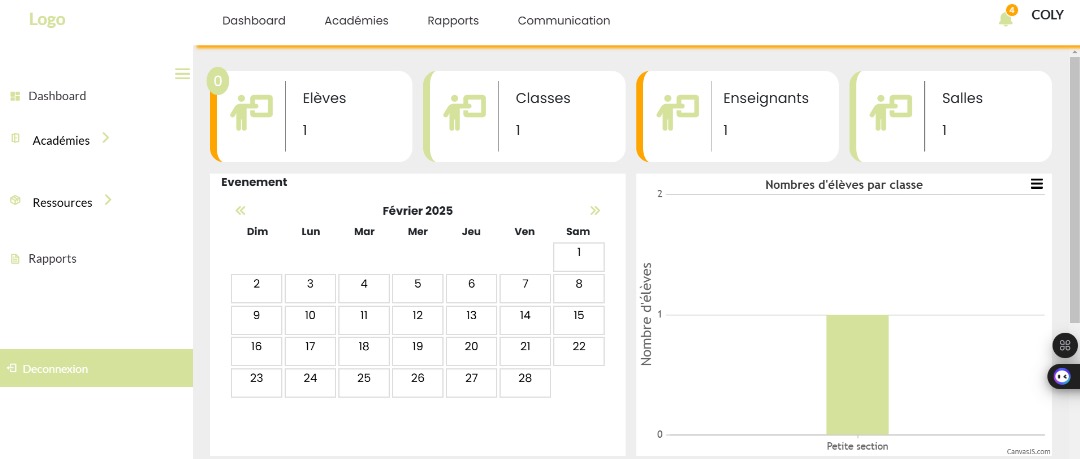 Logo
Dashboard Académies Rapports Communication
4 COLY
Dashboard
Académies
Ressources
Rapports
Deconnexion
0
Elèves
1
Classes
1
Enseignants
1
Salles
1
Evenement
Février 2025
Dim Lun Mar Mer Jeu Ven Sam
1
2 3 4 5 6 7 8
9 10 11 12 13 14 15
16 17 18 19 20 21 22
23 24 25 26 27 28
Nombres d'élèves par classe
Nombre d'élèves
2
1
0
Petite section
CanvasJS.com